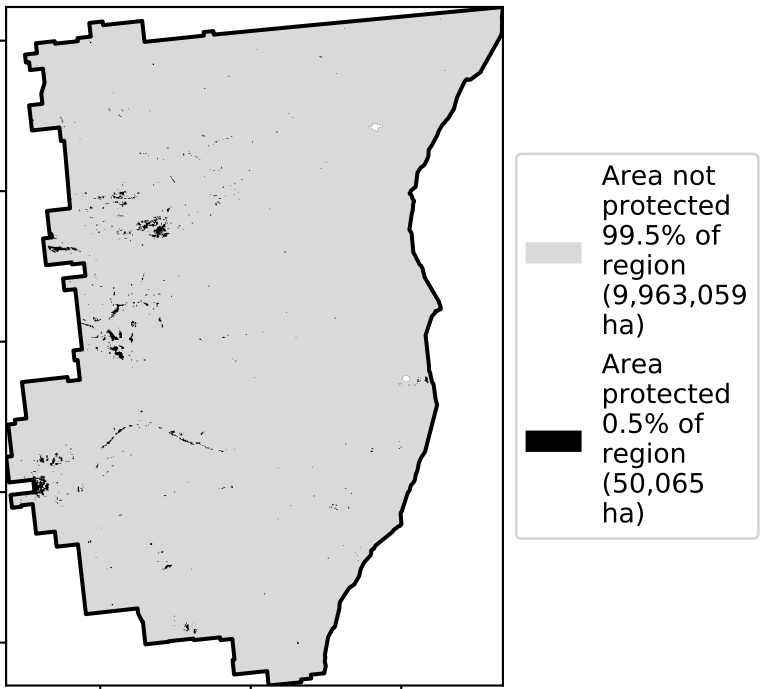 Area not
protected
99.5% of
region
(9,963,059
ha)
Area
protected
0.5% of
region
(50,065
ha)